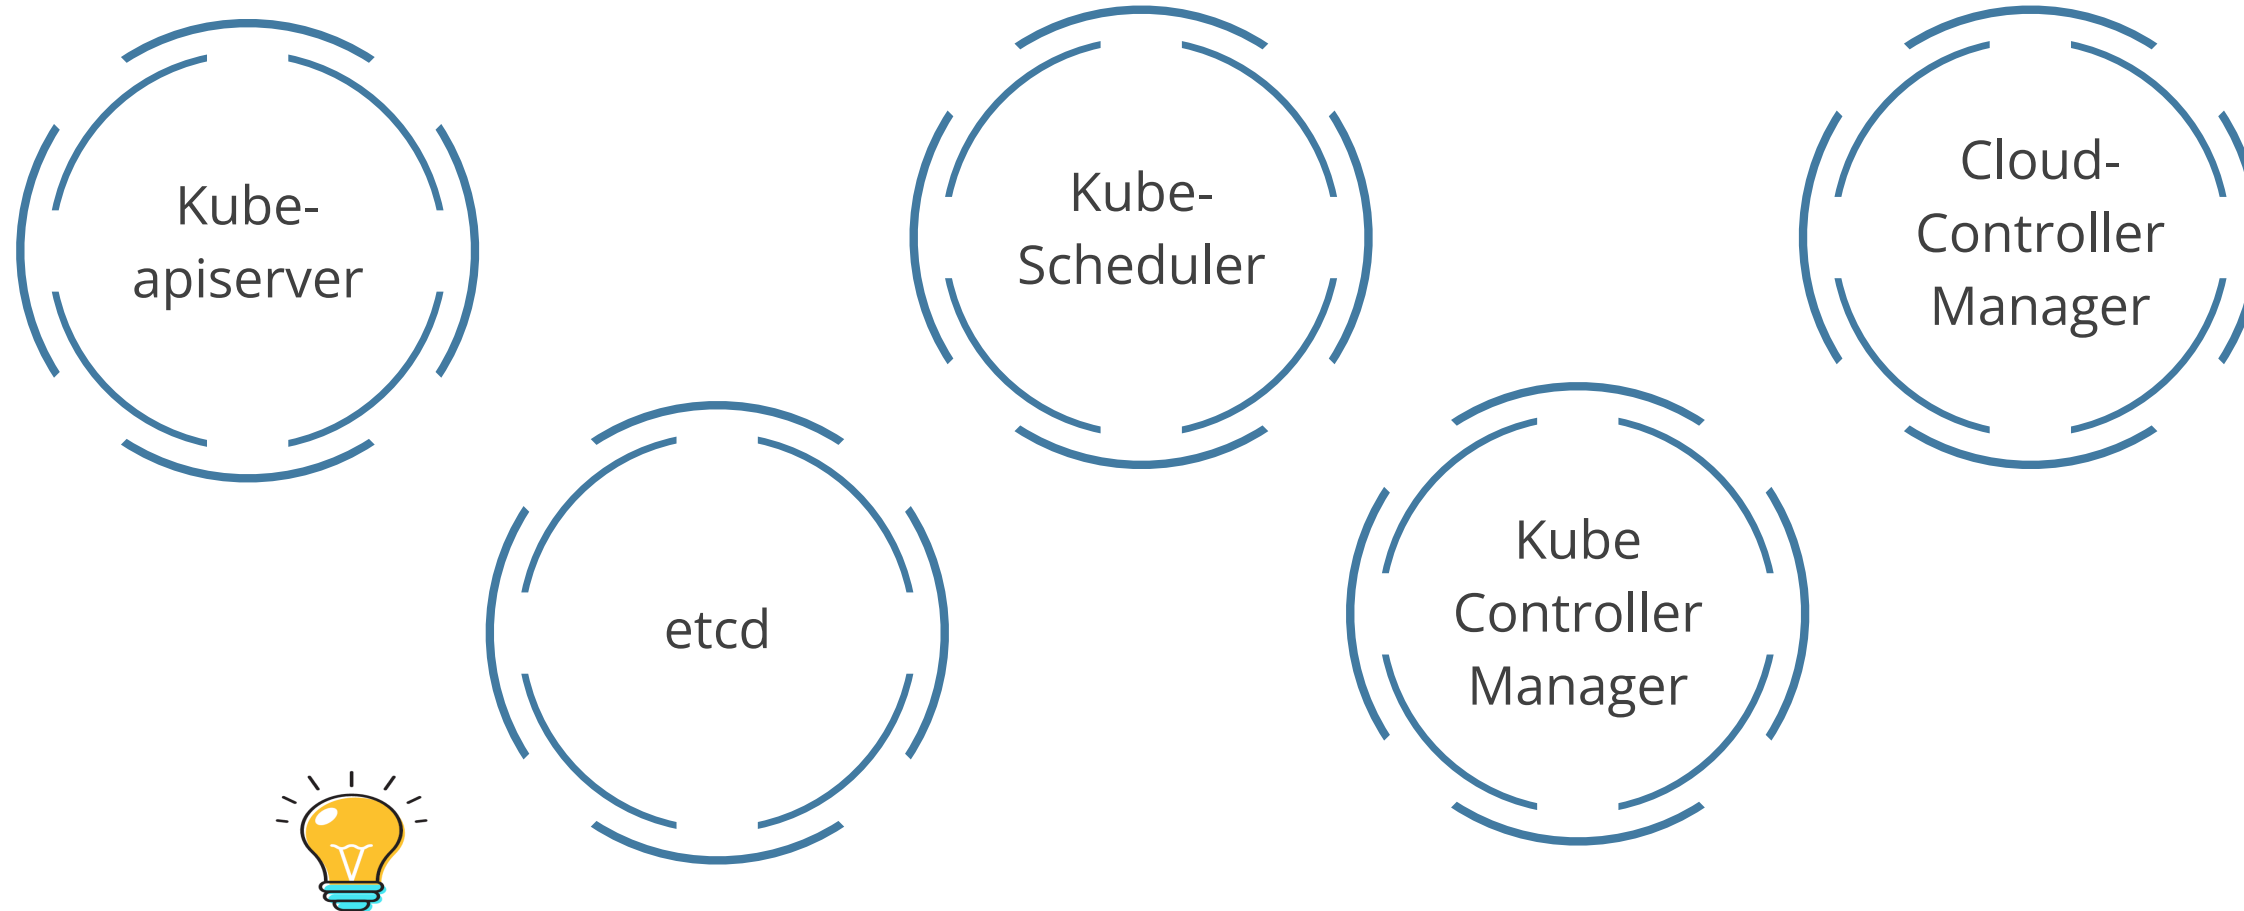 Kube-
apiserver
etcd
Kube-
Scheduler
Kube
Controller
Manager
Cloud-
Controller
Manager